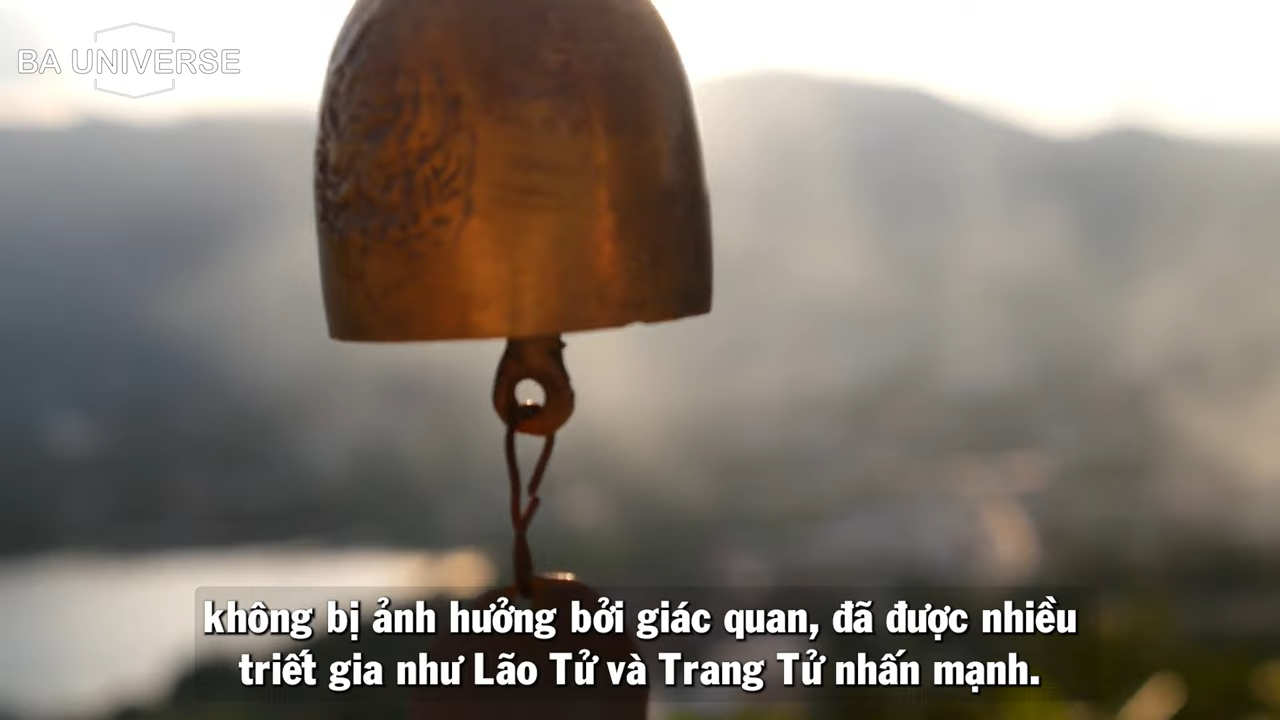 BA UNIVERSE
không bị ảnh hưởng bởi giác quan, đã được nhiều
triết gia như Lão Tử và Trang Tử nhấn mạnh.